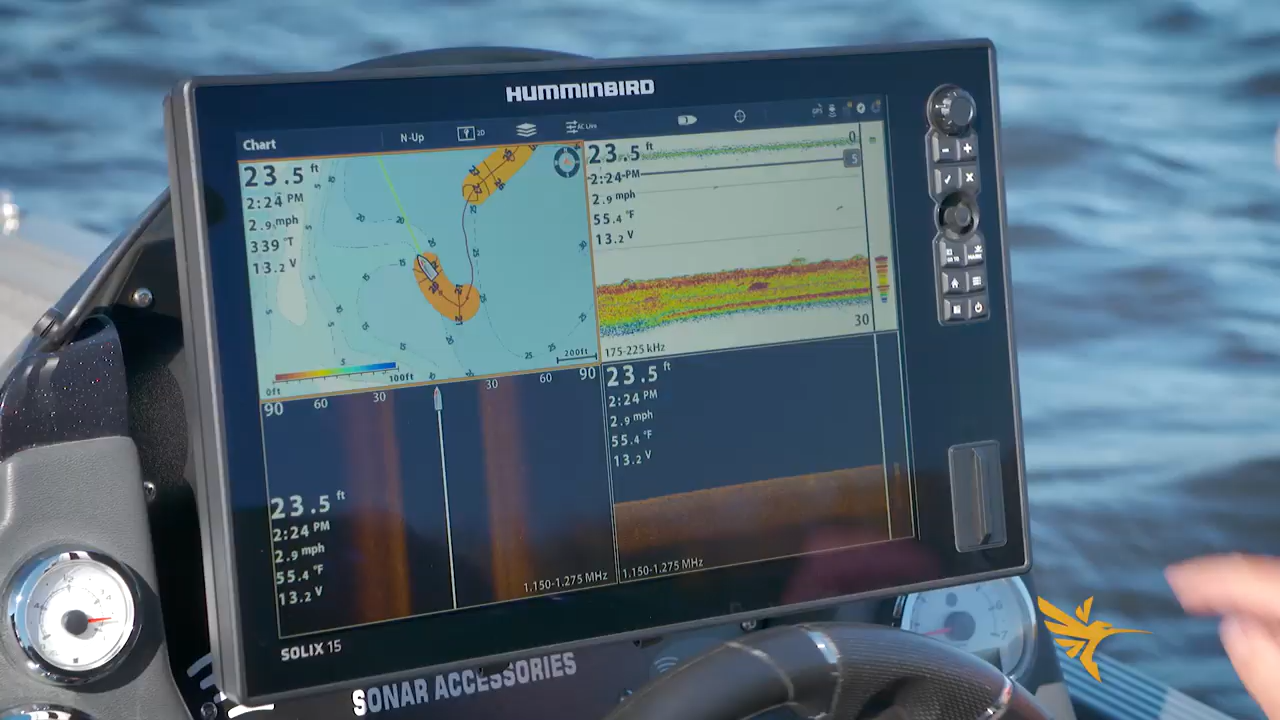 HUMMINBIRD
Chart
N-Up
2D
AC Live
23.5 ft
2:24 PM
2.9 mph
339 °T
13.2 V
5
0ft
100ft
200ft
23.5 ft
2:24 PM
2.9 mph
55.4 °F
13.2 V
0
5
30
175-225 kHz
90
60
30
30
60
90
23.5 ft
2:24 PM
2.9 mph
55.4 °F
13.2 V
1.150-1.275 MHz
23.5 ft
2:24 PM
2.9 mph
55.4 °F
13.2 V
1.150-1.275 MHz
MARK
SOLIX 15
SONAR ACCESSORIES